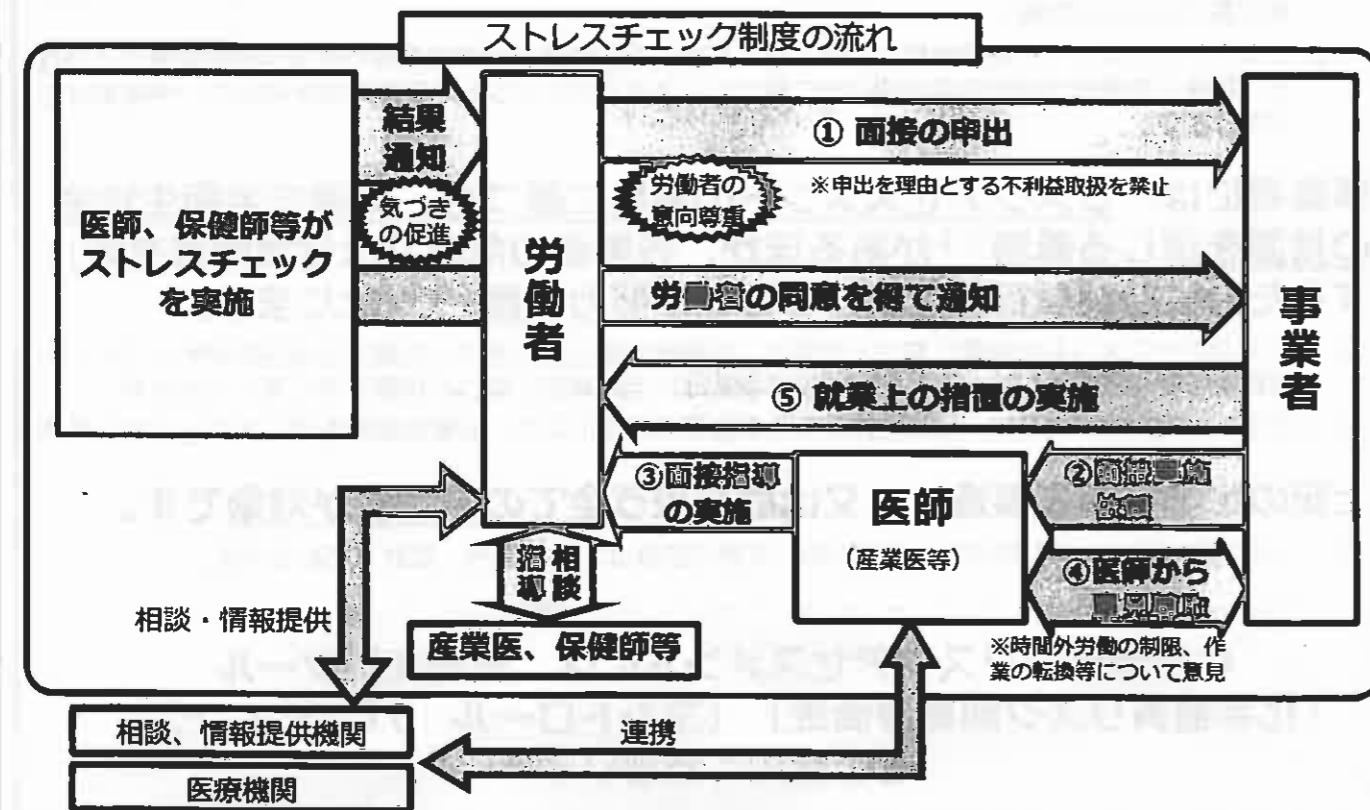 ストレスチェック制度の流れ
医師、保健師等が
ストレスチェック
を実施
結果
通知
気づき
の促進
労働者
① 面接の申出
労働者の
意向尊重
※申出を理由とする不利益取扱を禁止
の同意を得て通知
事業者
⑤ 就業上の措置の実施
③面接指導
の実施
医師
（産業医等）
②
④医師から
※時間外労働の制限、作
業の転換等について意見
相談
指導
産業医、保健師等
相談・情報提供
相談、情報提供機関
医療機関
連携